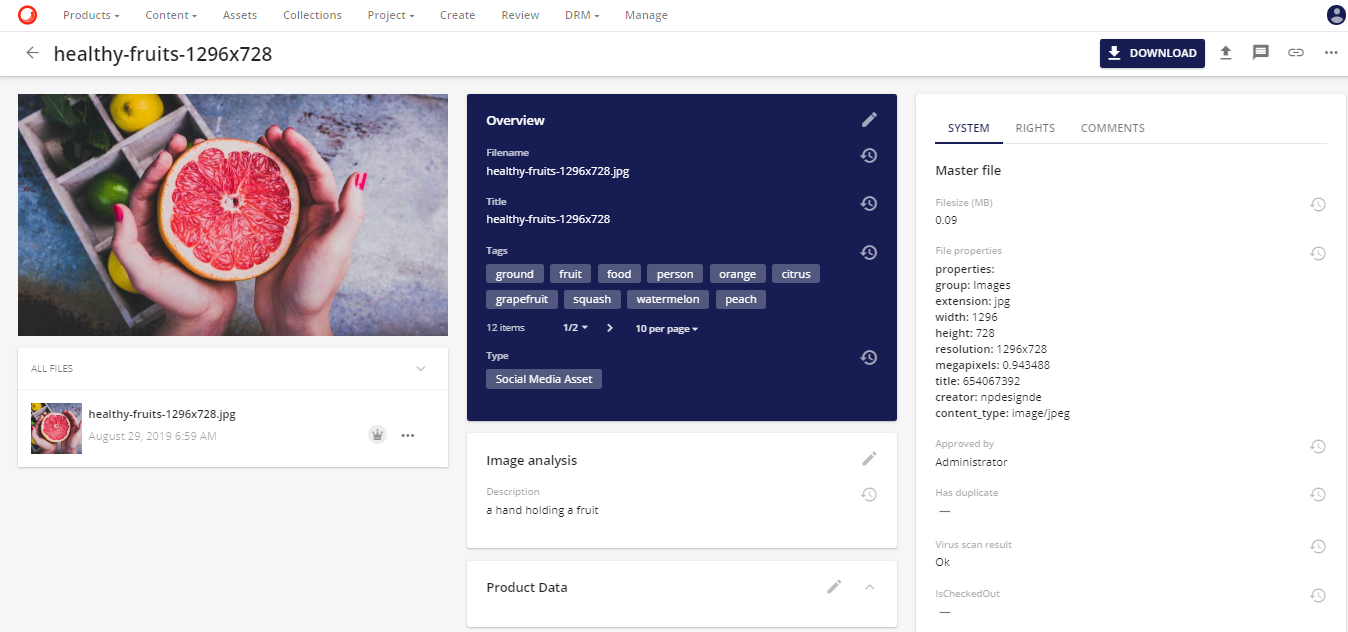 Products Content Assets Collections Project Create Review DRM Manage
healthy-fruits-1296x728
DOWNLOAD
ALL FILES
healthy-fruits-1296x728.jpg
August 29, 2019 6:59 AM
Overview
Filename
healthy-fruits-1296x728.jpg
Title
healthy-fruits-1296x728
Tags
ground fruit food person orange citrus
grapefruit squash watermelon peach
12 items 1/2 10 per page
Type
Social Media Asset
Image analysis
Description
a hand holding a fruit
Product Data
SYSTEM RIGHTS COMMENTS
Master file
Filesize (MB)
0.09
File properties
properties:
group: Images
extension: jpg
width: 1296
height: 728
resolution: 1296x728
megapixels: 0.943488
title: 654067392
creator: npdesignde
content_type: image/jpeg
Approved by
Administrator
Has duplicate
—
Virus scan result
Ok
IsCheckedOut
—